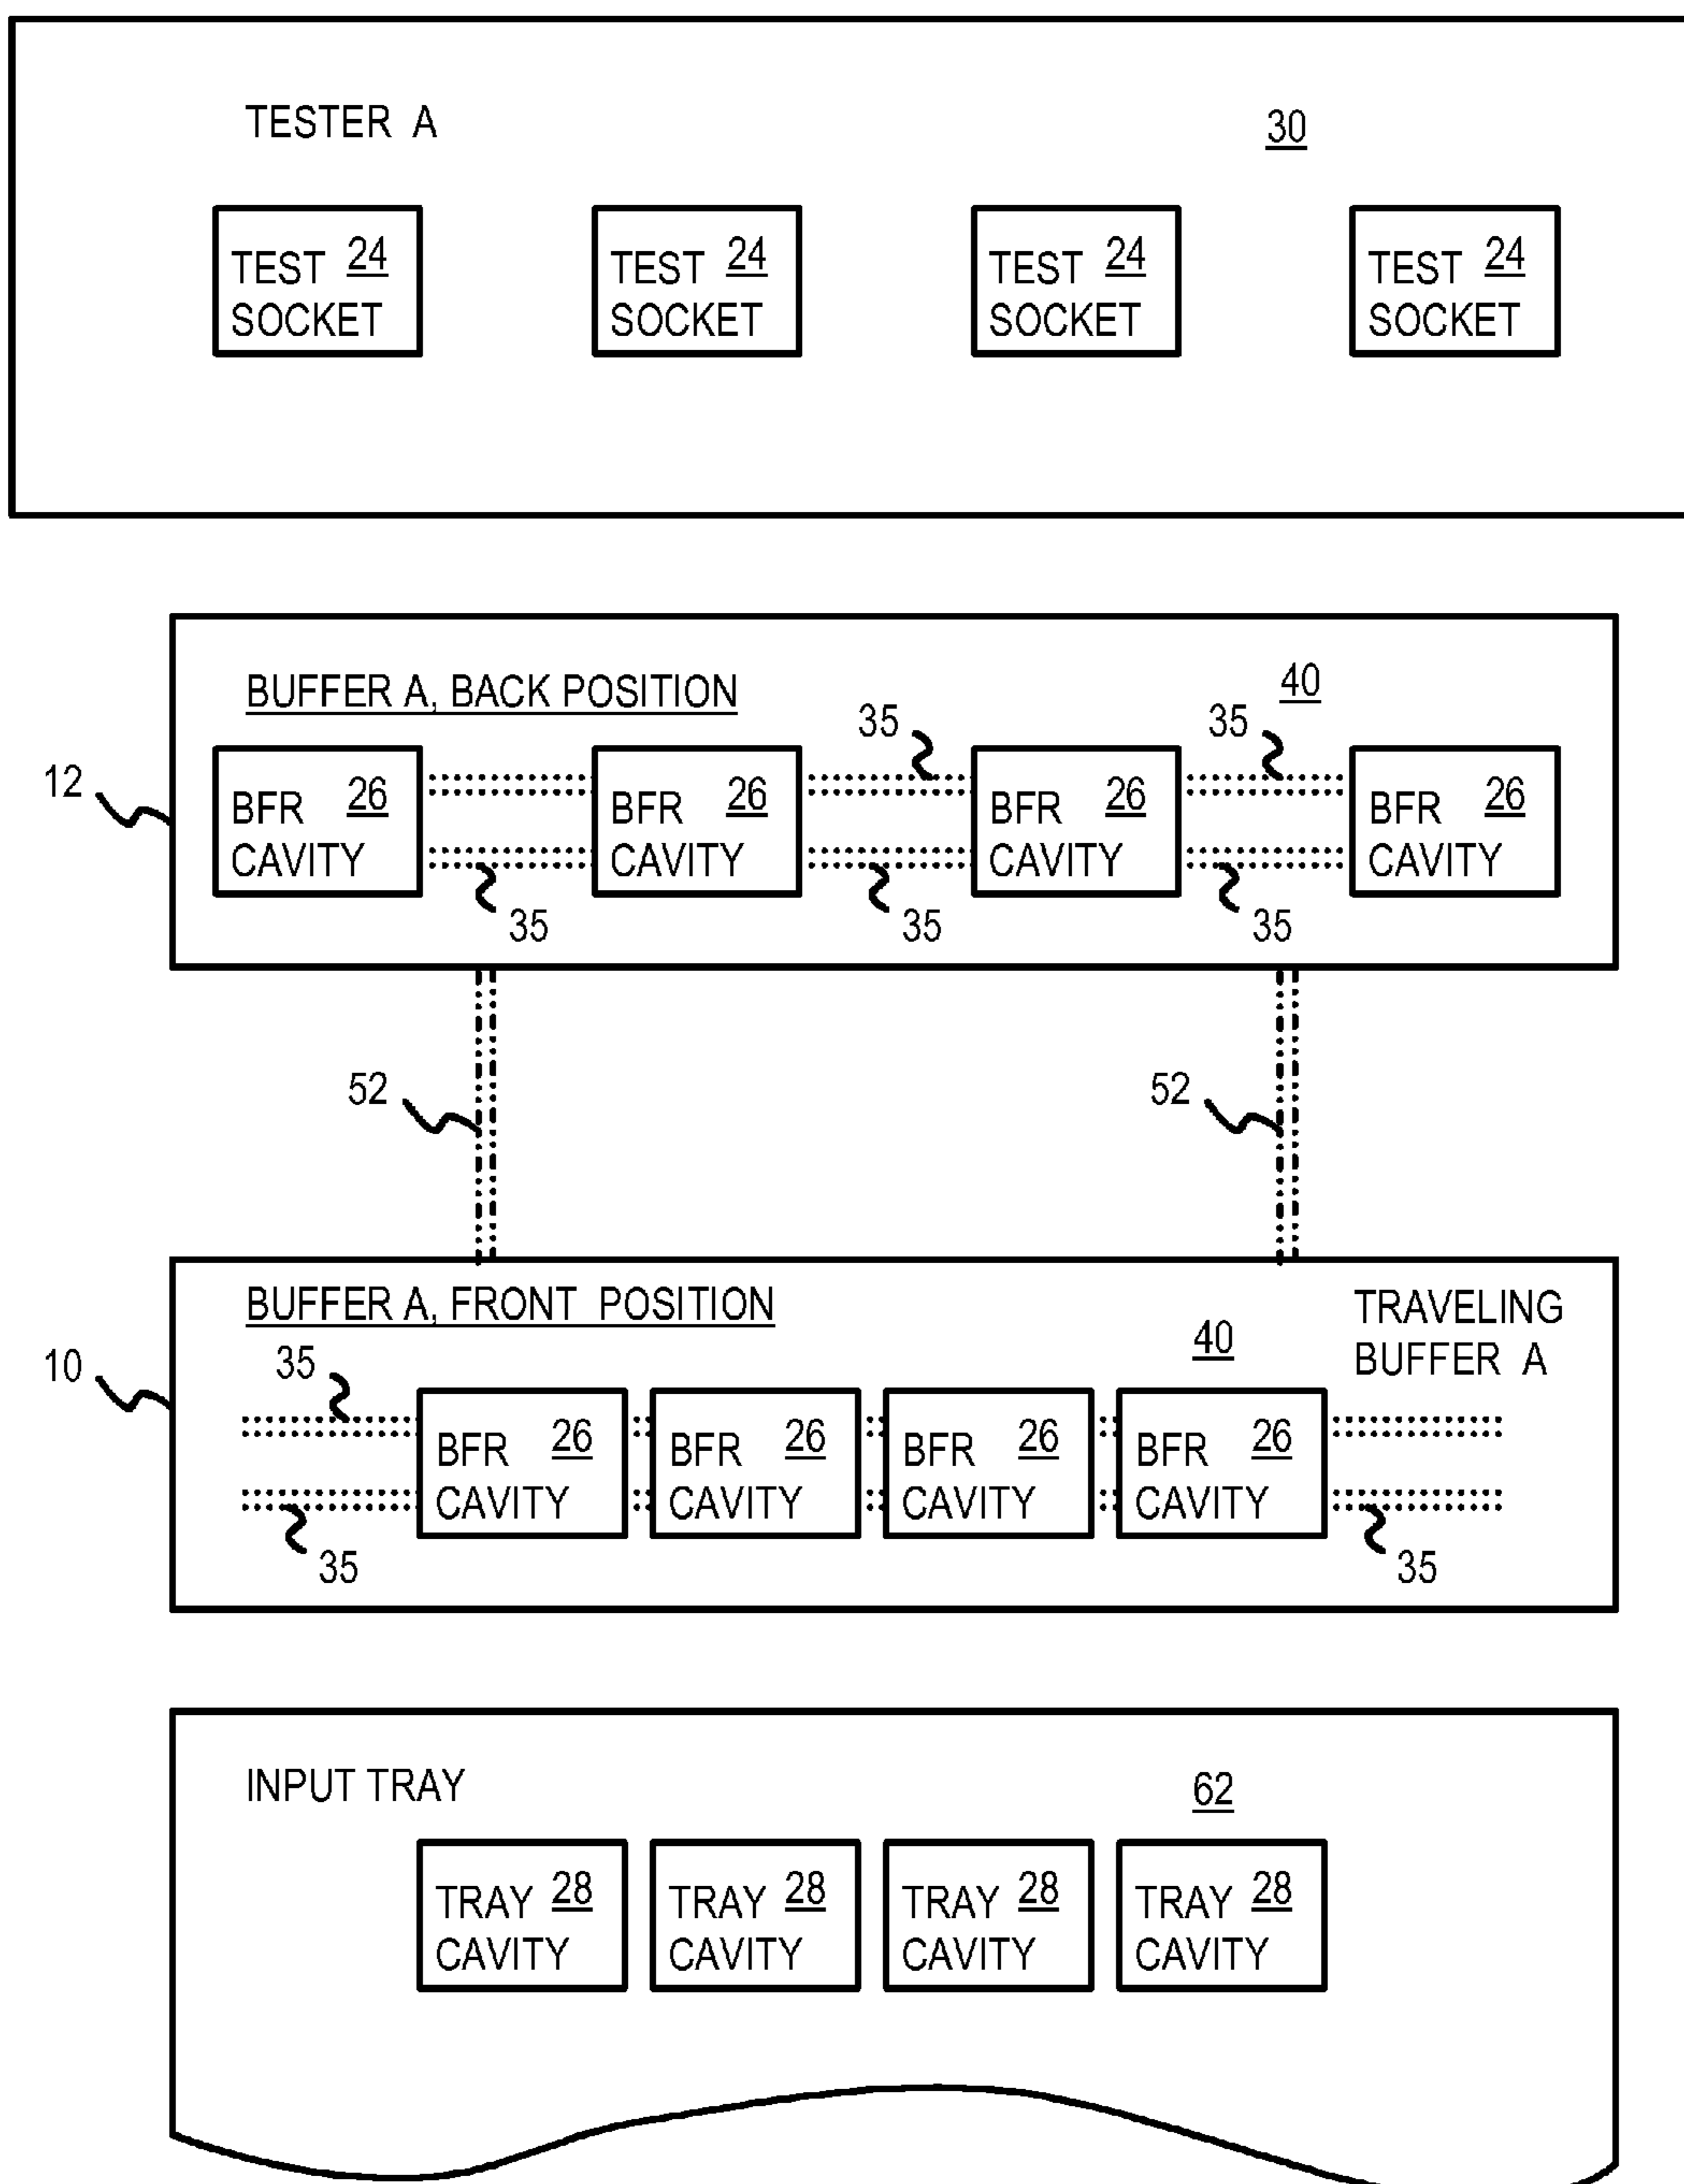 TESTER A
30
TEST 24
SOCKET
TEST 24
SOCKET
TEST 24
SOCKET
TEST 24
SOCKET
BUFFER A, BACK POSITION
40
35
35
12
BFR 26
CAVITY
BFR 26
CAVITY
BFR 26
CAVITY
BFR 26
CAVITY
35
35
35
52
52
BUFFER A, FRONT POSITION
TRAVELING
BUFFER A
40
10
35
BFR 26
CAVITY
BFR 26
CAVITY
BFR 26
CAVITY
BFR 26
CAVITY
35
35
INPUT TRAY
62
TRAY 28
CAVITY
TRAY 28
CAVITY
TRAY 28
CAVITY
TRAY 28
CAVITY